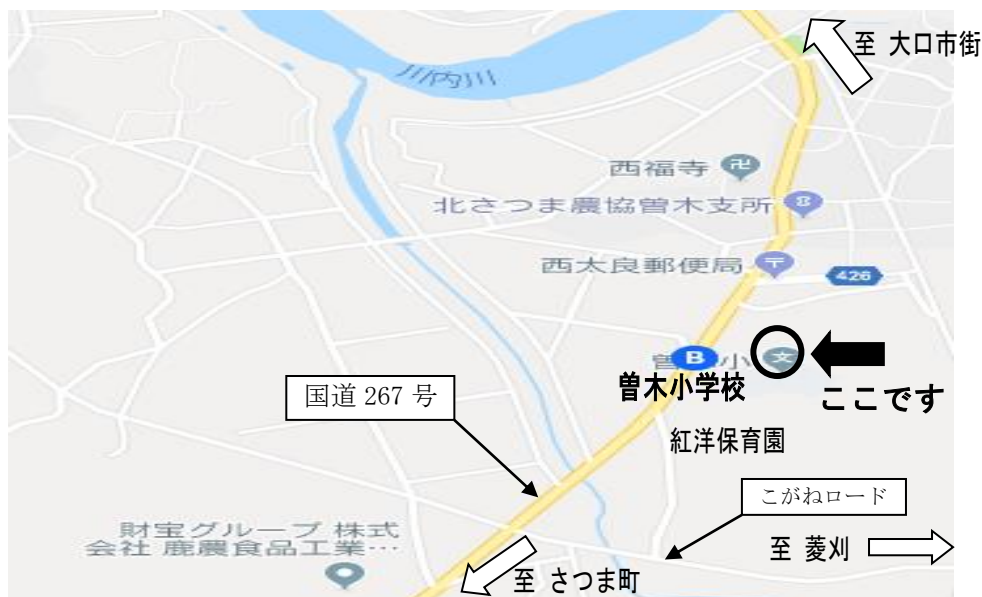 至 大口市街
川内川
西福寺
北さつま農協曽木支所
西太良郵便局
426
B
小
文
曽木小学校
ここです
国道 267 号
紅洋保育園
こがねロード
財宝グループ 株式
会社 鹿農食品工業…
至 菱刈
至 さつま町